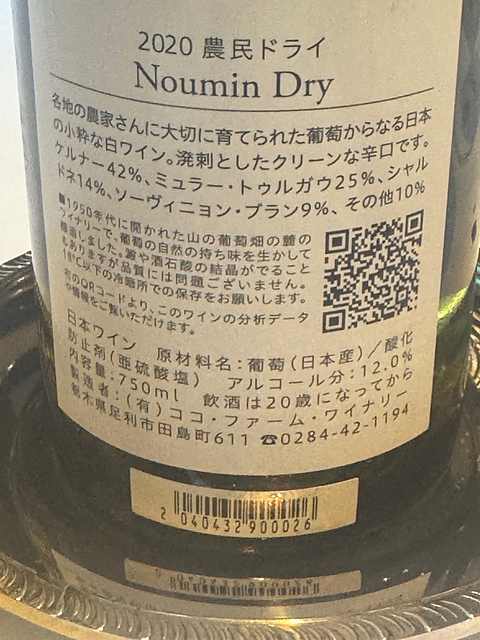 2020 農民ドライ
Noumin Dry
各地の農家さんに大切に育てられた葡萄からなる日本
の小粋な白ワイン。溌剌としたクリーンな辛口です。
ケルナー42%、ミュラー・トゥルガウ25%、シャル
ドネ14%、ソーヴィニヨン・ブラン9%、その他10%
■1950年代に開かれた山の葡萄畑の麓の
ワイナリーで、葡萄の自然の持ち味を生かして
醸造しました。澱や酒石酸の結晶がでること
もありますが品質には問題ございません。
18℃以下の冷暗所での保存をお願いします。
右のQRコードより、このワインの分析データ
や情報をご覧いただけます。
日本ワイン 原材料名：葡萄（日本産）／酸化
防止剤（亜硫酸塩） アルコール分：12.0%
内容量：750ml 飲酒は20歳になってから
製造者：（有）ココ・ファーム・ワイナリー
栃木県足利市田島町611 ☎0284-42-1194
2 040432 900026